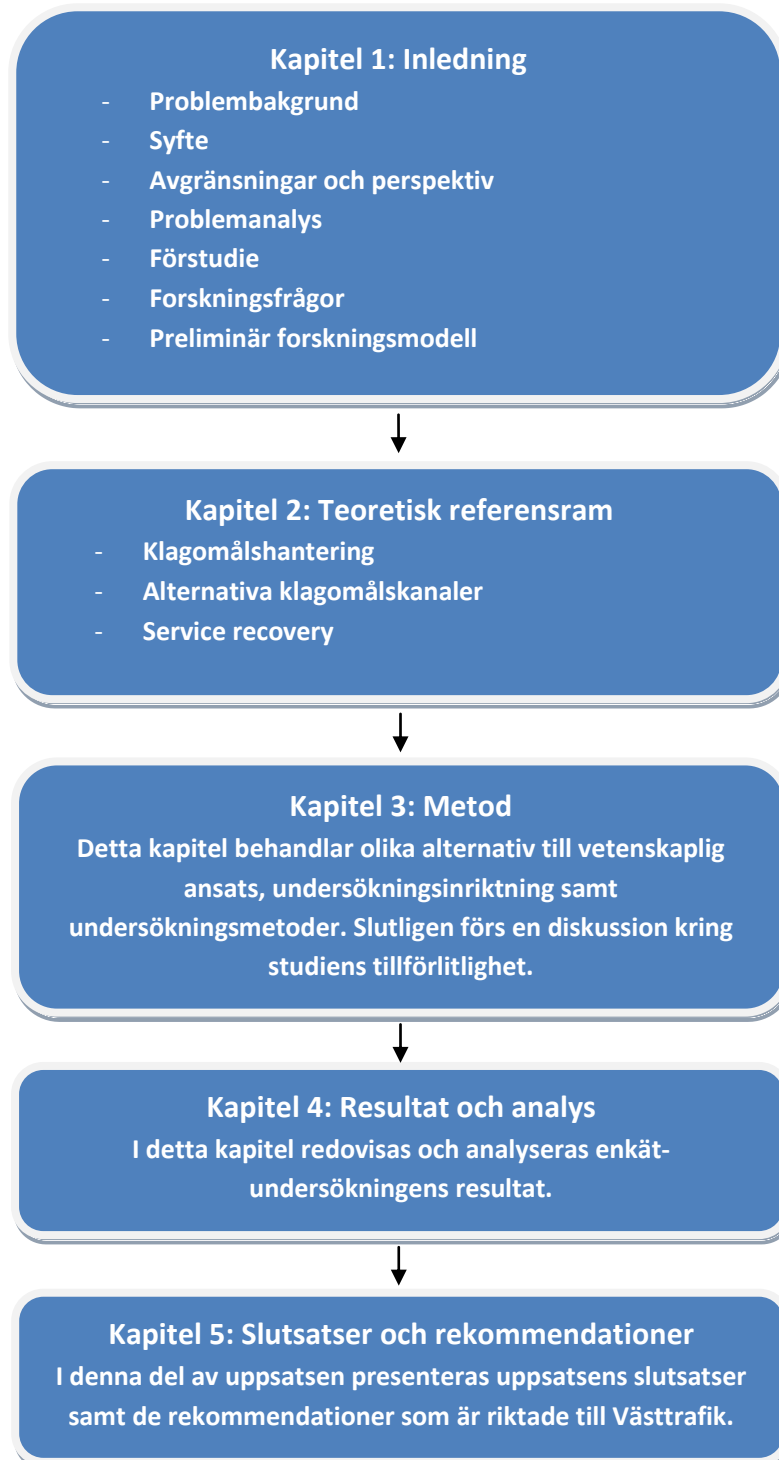 Kapitel 1: Inledning
- Problembakgrund
- Syfte
- Avgränsningar och perspektiv
- Problemanalys
- Förstudie
- Forskningsfrågor
- Preliminär forskningsmodell
Kapitel 2: Teoretisk referensram
- Klagomålshantering
- Alternativa klagomålskanaler
- Service recovery
Kapitel 3: Metod
Detta kapitel behandlar olika alternativ till vetenskaplig
ansats, undersökningsinriktning samt
undersökningsmetoder. Slutligen förs en diskussion kring
studiens tillförlitlighet.
Kapitel 4: Resultat och analys
I detta kapitel redovisas och analyseras enkät-
undersökningens resultat.
Kapitel 5: Slutsatser och rekommendationer
I denna del av uppsatsen presenteras uppsatsens slutsatser
samt de rekommendationer som är riktade till Västtrafik.